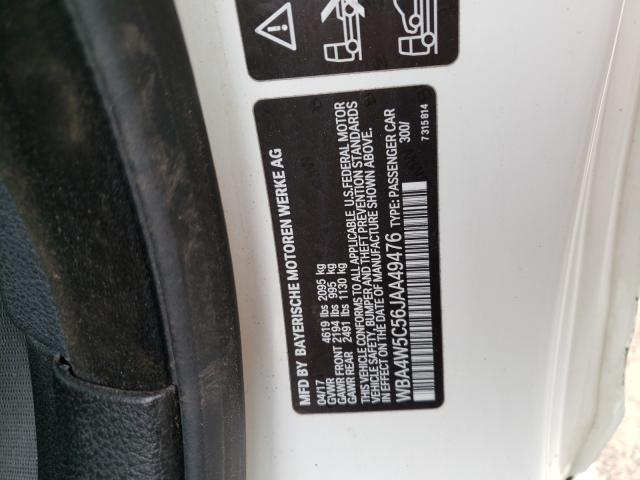 MFD BY BAYERISCHE MOTOREN WERKE AG
04/17
GVWR 4619 lbs 2095 kg
GAWR FRONT 2194 lbs 995 kg
GAWR REAR 2491 lbs 1130 kg
THIS VEHICLE CONFORMS TO ALL APPLICABLE U.S.FEDERAL MOTOR
VEHICLE SAFETY, BUMPER AND THEFT PREVENTION STANDARDS
IN EFFECT ON THE DATE OF MANUFACTURE SHOWN ABOVE.
WBA4W5C56JAA49476 TYPE: PASSENGER CAR
300/
7 315 814